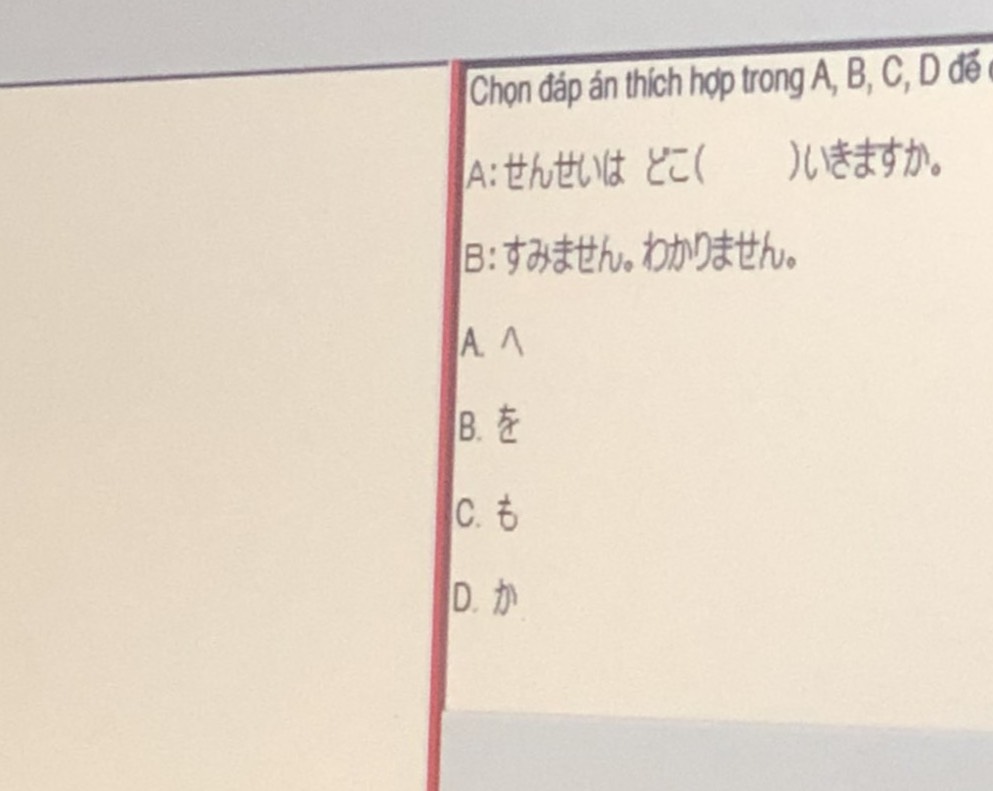 Chọn đáp án thích hợp trong A, B, C, D để
A: せんせいは どこ( )いきますか。
B: すみません。わかりません。
A. へ
B. を
C. も
D. か